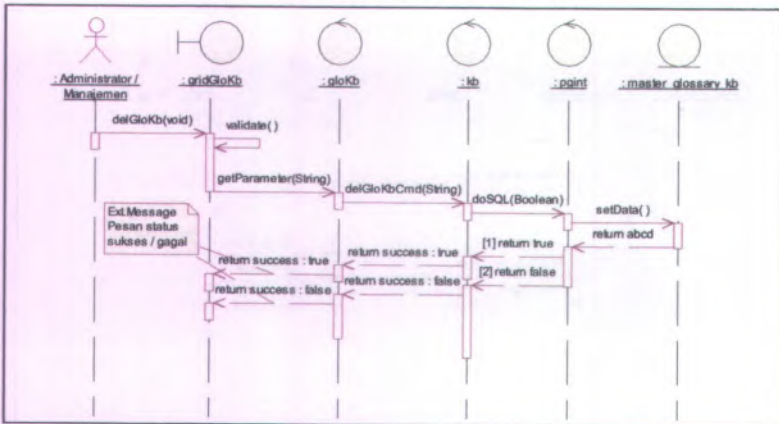 : Administrator /
Manajemen
: gridGloKb
: gloKb
: kb
: pgint
: master_glossary_kb
delGloKb(void)
validate( )
getParameter(String)
delGloKbCmd(String)
doSQL(Boolean)
setData( )
return abcd
Ext.Message
Pesan status
sukses / gagal
[1] return true
return success : true
return success : true
[2] return false
return success : false
return success : false